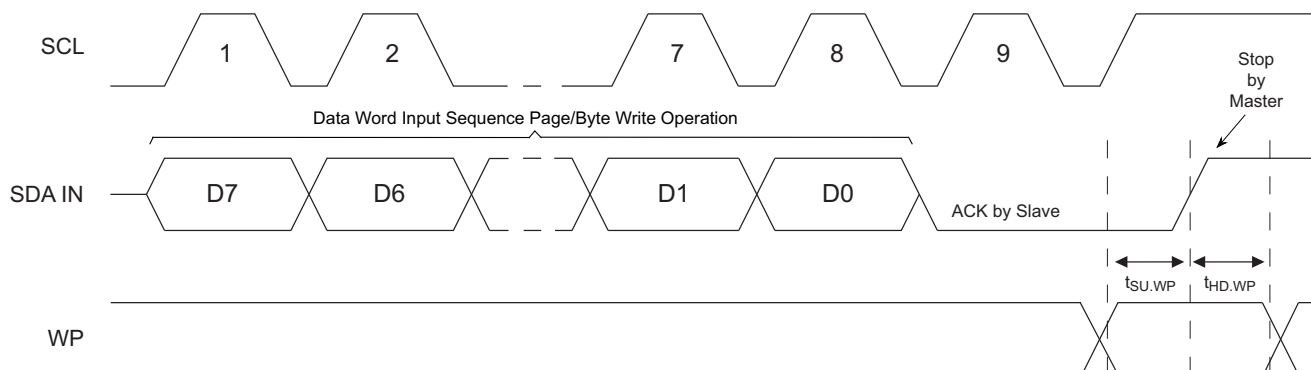 SCL
1
2
7
8
9
Stop
by
Master
Data Word Input Sequence Page/Byte Write Operation
SDA IN
D7
D6
D1
D0
ACK by Slave
tSU.WP
tHD.WP
WP